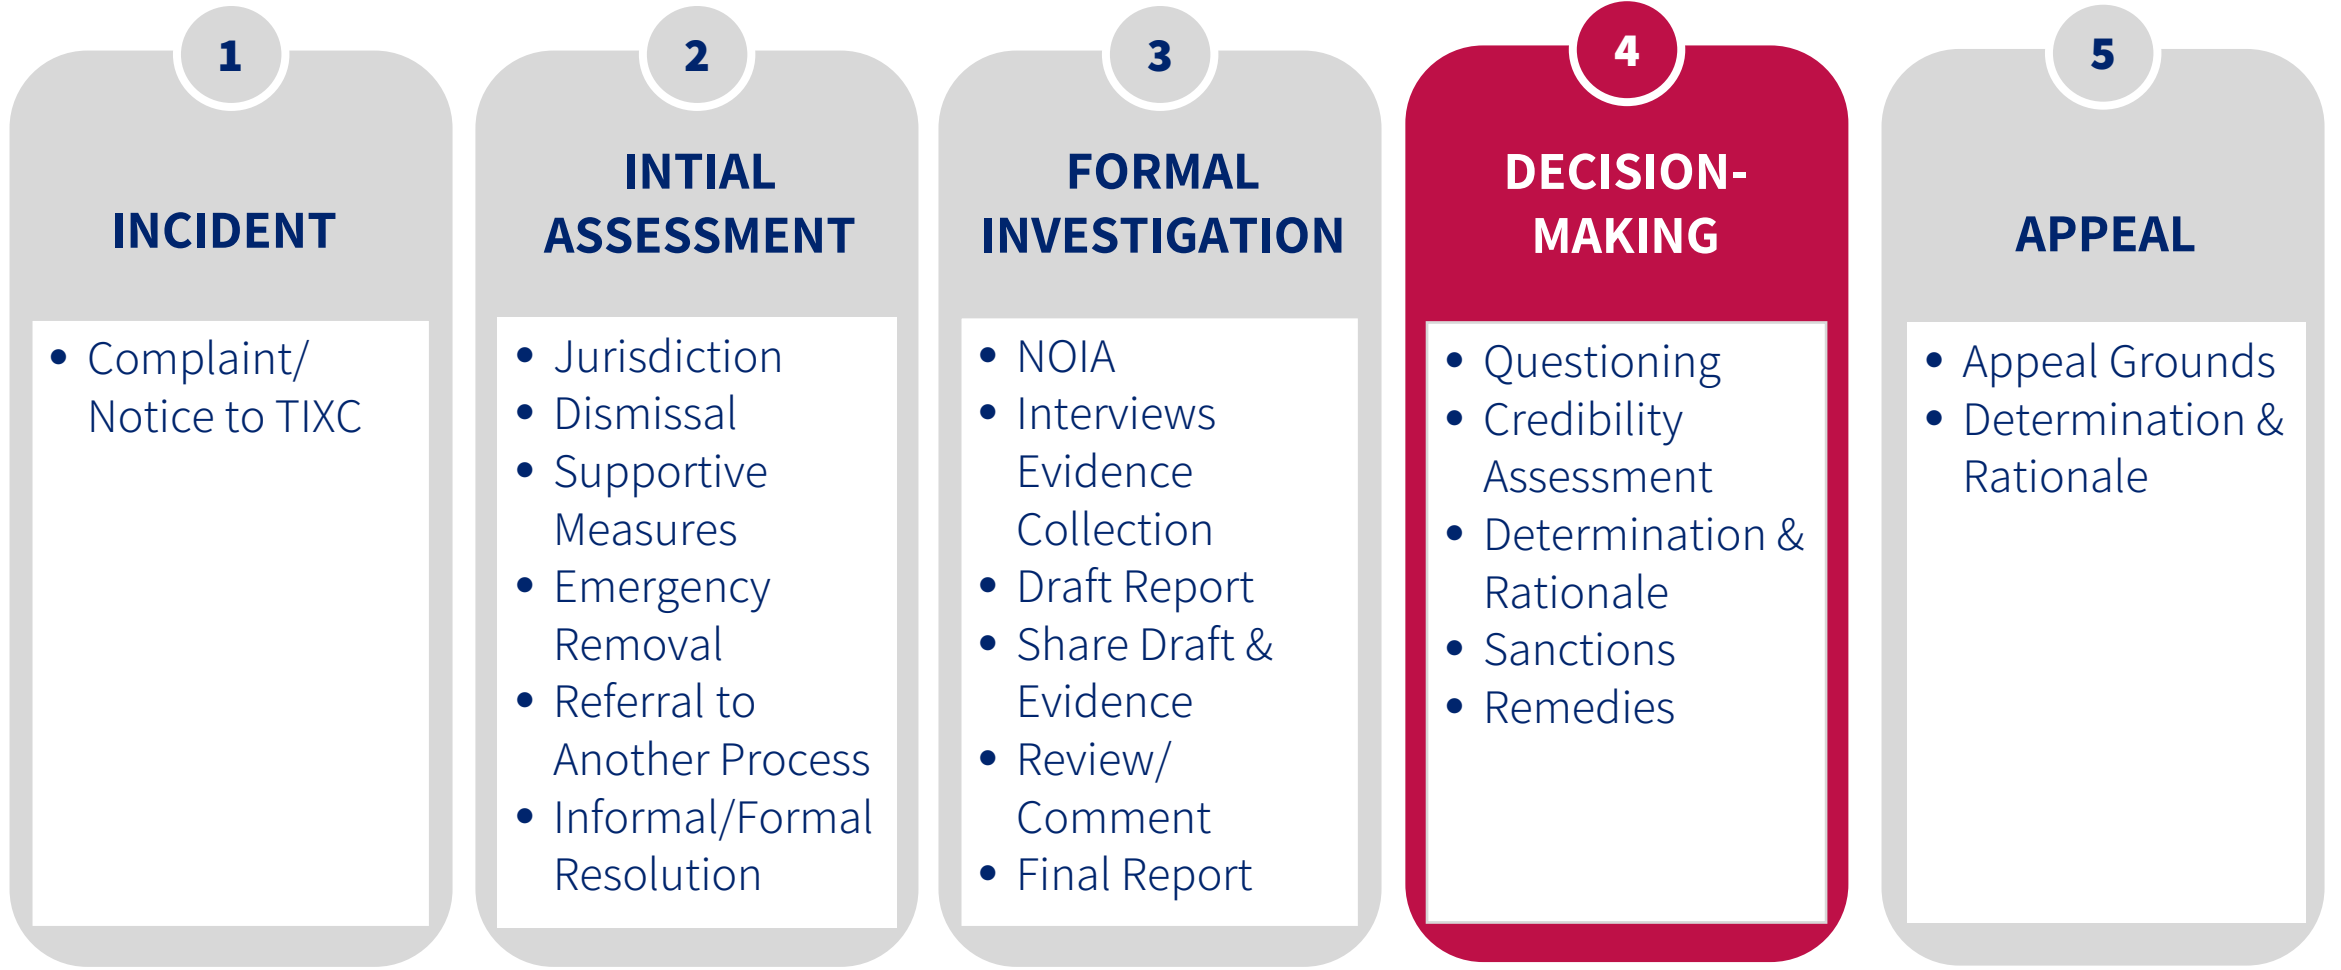 1
INCIDENT
• Complaint/
Notice to TIXC
2
INTIAL
ASSESSMENT
• Jurisdiction
• Dismissal
• Supportive
Measures
• Emergency
Removal
• Referral to
Another Process
• Informal/Formal
Resolution
3
FORMAL
INVESTIGATION
• NOIA
• Interviews
Evidence
Collection
• Draft Report
• Share Draft &
Evidence
• Review/
Comment
• Final Report
4
DECISION-
MAKING
• Questioning
• Credibility
Assessment
• Determination &
Rationale
• Sanctions
• Remedies
5
APPEAL
• Appeal Grounds
• Determination &
Rationale